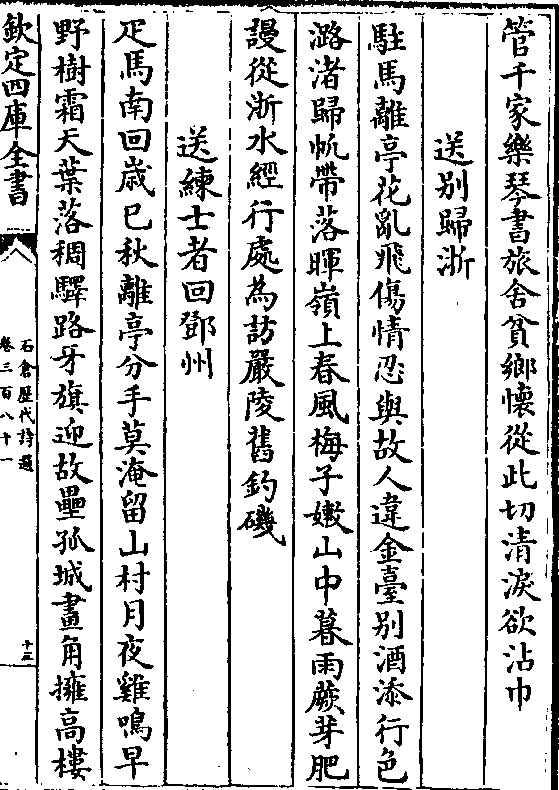 管千家樂琴書旅舍貧鄉懷從此切清淚欲沾巾
送别歸浙
駐馬離亭花亂飛傷情忍與故人違金臺别酒添行色
潞渚歸帆帶落暉嶺上春風梅子嫩山中暮雨蕨芽肥
謾從浙水經行處為訪嚴陵舊釣磯
送練士者回鄧州
疋馬南回歳已秋離亭分手莫淹留山村月夜雞鳴早
野樹霜天葉落稠驛路牙旗迎故壘孤城畫角擁高樓
欽定四庫全書
石倉歴代詩選
卷三百八十一
十三